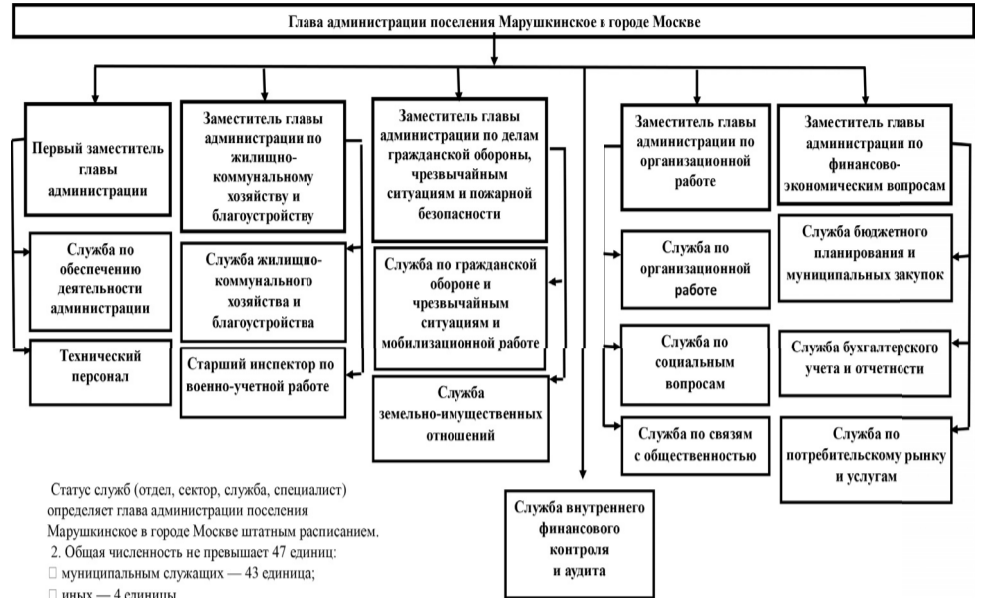 Глава администрации поселения Марушкинское в городе Москве
Первый заместитель
главы
администрации
Служба по
обеспечению
деятельности
администрации
Технический
персонал
Заместитель главы
администрации по
жилищно-
коммунальному
хозяйству и
благоустройству
Служба жилищно-
коммунального
хозяйства и
благоустройства
Старший инспектор по
военно-учетной работе
Заместитель главы
администрации по делам
гражданской обороны,
чрезвычайным
ситуациям и пожарной
безопасности
Служба по гражданской
обороне и
чрезвычайным
ситуациям и
мобилизационной работе
Служба
земельно-имущественных
отношений
Служба внутреннего
финансового
контроля
и аудита
Заместитель главы
администрации по
организационной
работе
Служба по
организационной
работе
Служба по
социальным
вопросам
Служба по связям
с общественностью
Заместитель главы
администрации по
финансово-
экономическим вопросам
Служба бюджетного
планирования и
муниципальных закупок
Служба бухгалтерского
учета и отчетности
Служба по
потребительскому рынку
и услугам
Статус служб (отдел, сектор, служба, специалист)
определяет глава администрации поселения
Марушкинское в городе Москве штатным расписанием.
2. Общая численность не превышает 47 единиц:
муниципальным служащих — 43 единица;
иных — 4 единицы